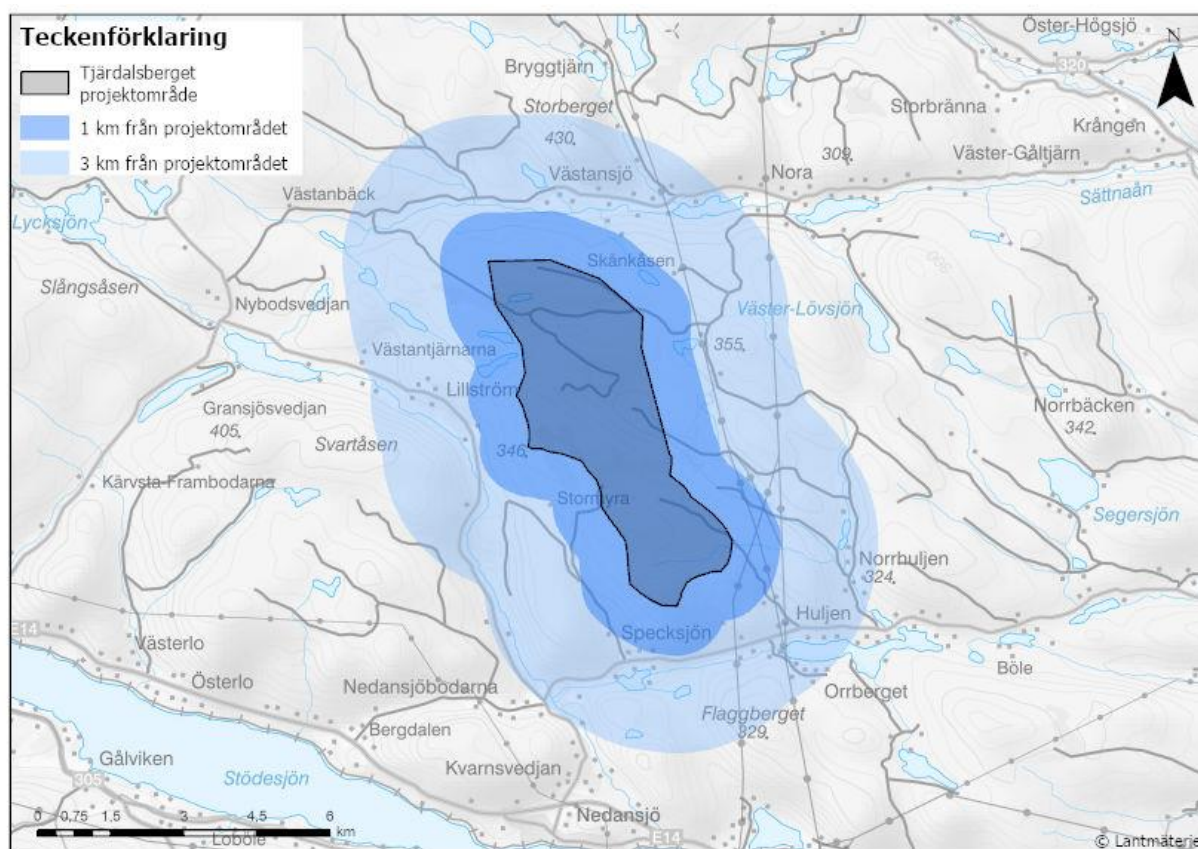 Teckenförklaring
Tjärdalsberget
projektområde
1 km från projektområdet
3 km från projektområdet
Öster-Högsjö
N
320
Bryggtjärn
Storberget
430
Storbränna
Krången
309
Väster-Gåltjärn
Västansjö
Nora
Västanbäck
Sättnaån
Lycksjön
Skånkåsen
Slångsåsen
Nybodsvedjan
Väster-Lövsjön
355
Västantjärnarna
Lillström
Gransjösvedjan
405
Norrbäcken
342
Svartåsen
346
Kärvsta-Frambodarna
Stormyra
Segersjön
Norrhuljen
324
Huljen
E14
Specksjön
Västerlo
Böle
Österlo
Nedansjöbodarna
Orrberget
Flaggberget
329
Bergdalen
Gålviken
Kvarnsvedjan
305
Stödesjön
Nedansjö
0 0,75 1,5 3 4,5 6
km
Loböle
E14
© Lantmäterie